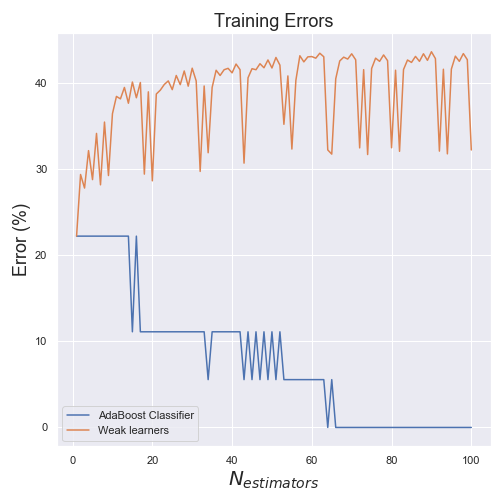 Training Errors
Error (%)
40
30
20
10
0
AdaBoost Classifier
Weak learners
0 20 40 60 80 100
N_estimators